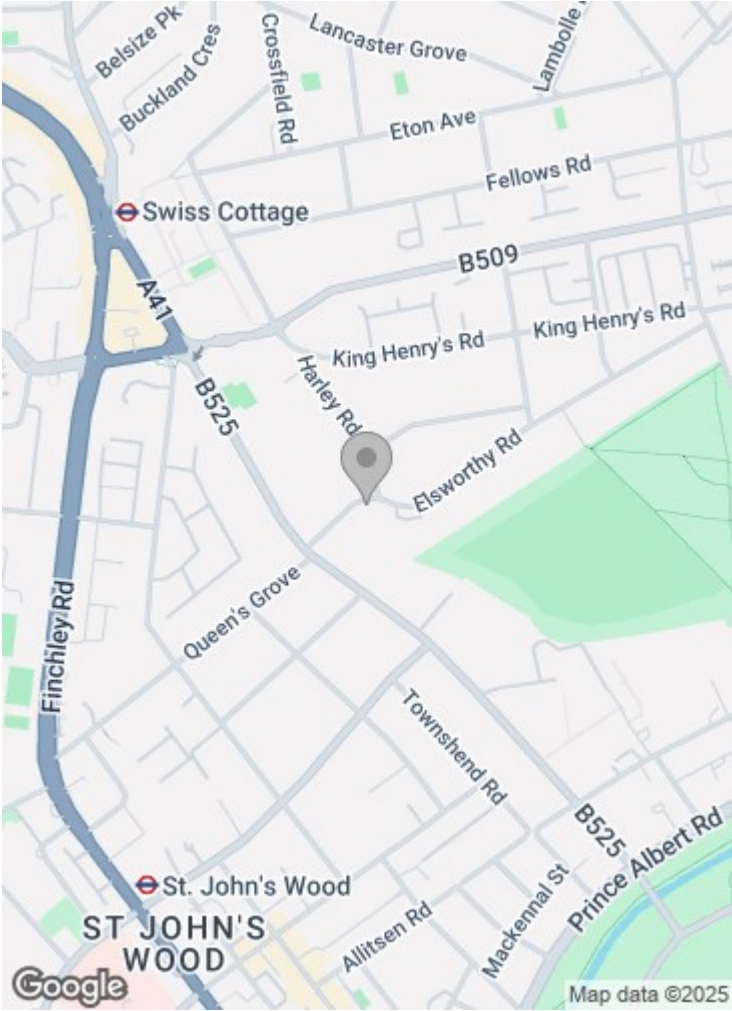 Belsize Pk
Buckland Cres
Crossfield Rd
Lancaster Grove
Eton Ave
Fellows Rd
Swiss Cottage
A41
B509
King Henry's Rd
King Henry's Rd
Harley Rd
B525
Elsworthy Rd
Queen's Grove
Finchley Rd
Townshend Rd
B525
Prince Albert Rd
St. John's Wood
ST JOHN'S
WOOD
Allitsen Rd
Mackennal St
Google
Map data ©2025